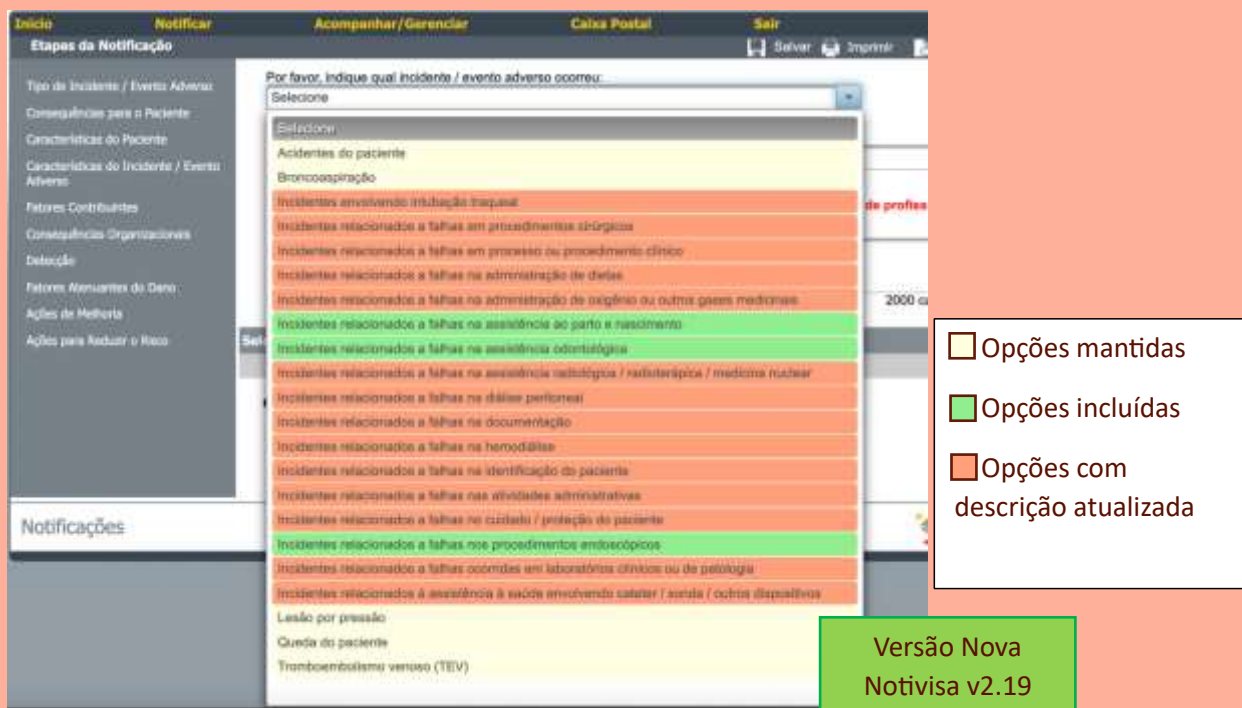 Início Notificar Acompanhar/Gerenciar Caixa Postal Sair
Etapas da Notificação Salvar Imprimir
Tipo de Incidente / Evento Adverso
Consequências para o Paciente
Características do Paciente
Características do Incidente / Evento
Adverso
Fatores Contribuintes
Consequências Organizacionais
Detecção
Fatores Atenuantes do Dano
Ações de Melhoria
Ações para Reduzir o Risco
Por favor, indique qual incidente / evento adverso ocorreu:
Selecione
Selecione
Acidentes do paciente
Broncoaspiração
Incidentes envolvendo intubação traqueal
Incidentes relacionados a falhas em procedimentos cirúrgicos
Incidentes relacionados a falhas em processo ou procedimento clínico
Incidentes relacionados a falhas na administração de dietas
Incidentes relacionados a falhas na administração de oxigênio ou outros gases medicinais
Incidentes relacionados a falhas na assistência ao parto e nascimento
Incidentes relacionados a falhas na assistência odontológica
Incidentes relacionados a falhas na assistência radiológica / radioterápica / medicina nuclear
Incidentes relacionados a falhas na diálise peritoneal
Incidentes relacionados a falhas na documentação
Incidentes relacionados a falhas na hemodiálise
Incidentes relacionados a falhas na identificação do paciente
Incidentes relacionados a falhas nas atividades administrativas
Incidentes relacionados a falhas no cuidado / proteção do paciente
Incidentes relacionados a falhas nos procedimentos endoscópicos
Incidentes relacionados a falhas ocorridas em laboratórios clínicos ou de patologia
Incidentes relacionados à assistência à saúde envolvendo cateter / sonda / outros dispositivos
Lesão por pressão
Queda do paciente
Tromboembolismo venoso (TEV)
de profiss
2000 ca
Sel
Notificações
Opções mantidas
Opções incluídas
Opções com
descrição atualizada
Versão Nova
Notivisa v2.19